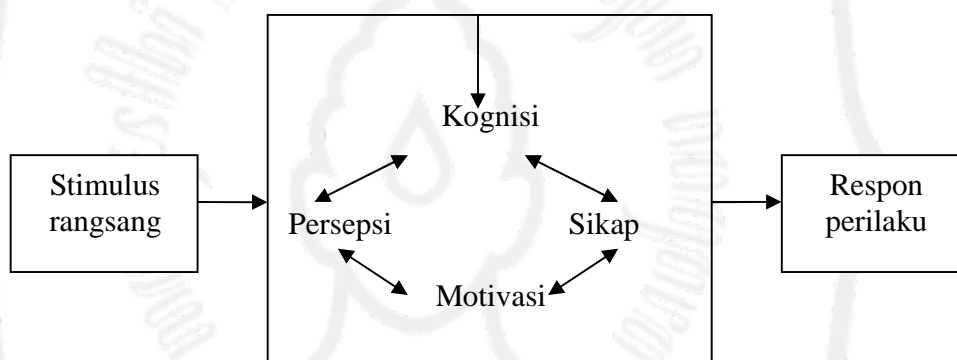 Kognisi
Stimulus
rangsang
Persepsi
Sikap
Motivasi
Respon
perilaku